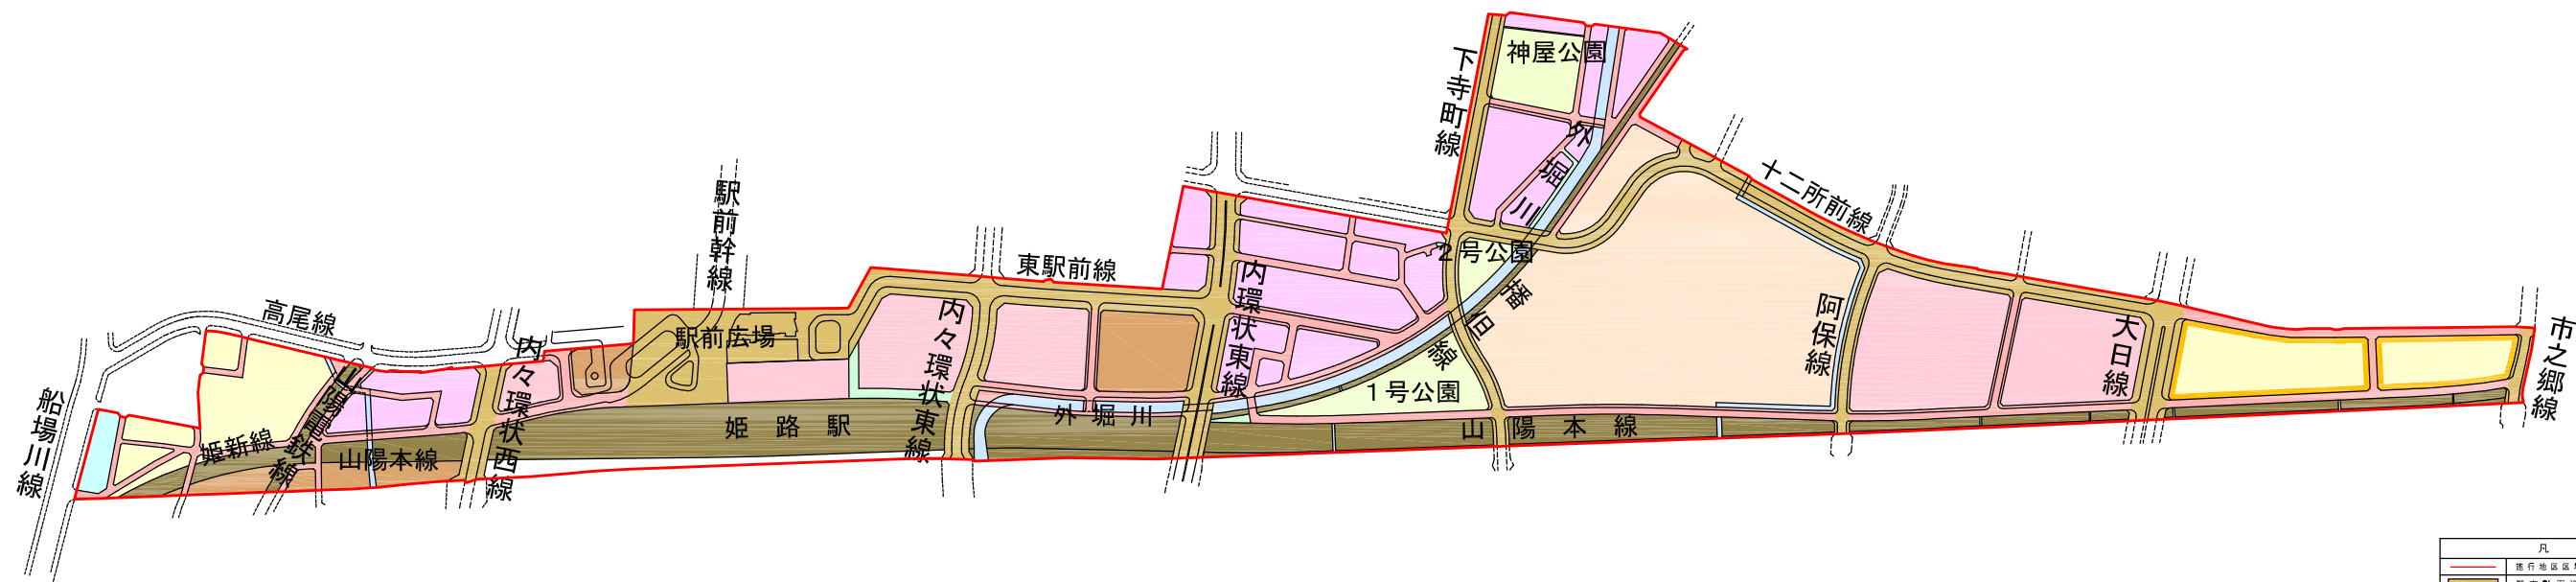 船場川線
高尾線
姫新線
山陽電鉄線
山陽本線
内々環状西線
駅前幹線
駅前広場
姫路駅
内々環状東線
東駅前線
外堀川
内環状東線
下寺町線
神屋公園
外堀川
2号公園
播但線
1号公園
山陽本線
十二所前線
阿保線
大日線
市之郷線
凡
施行地区区